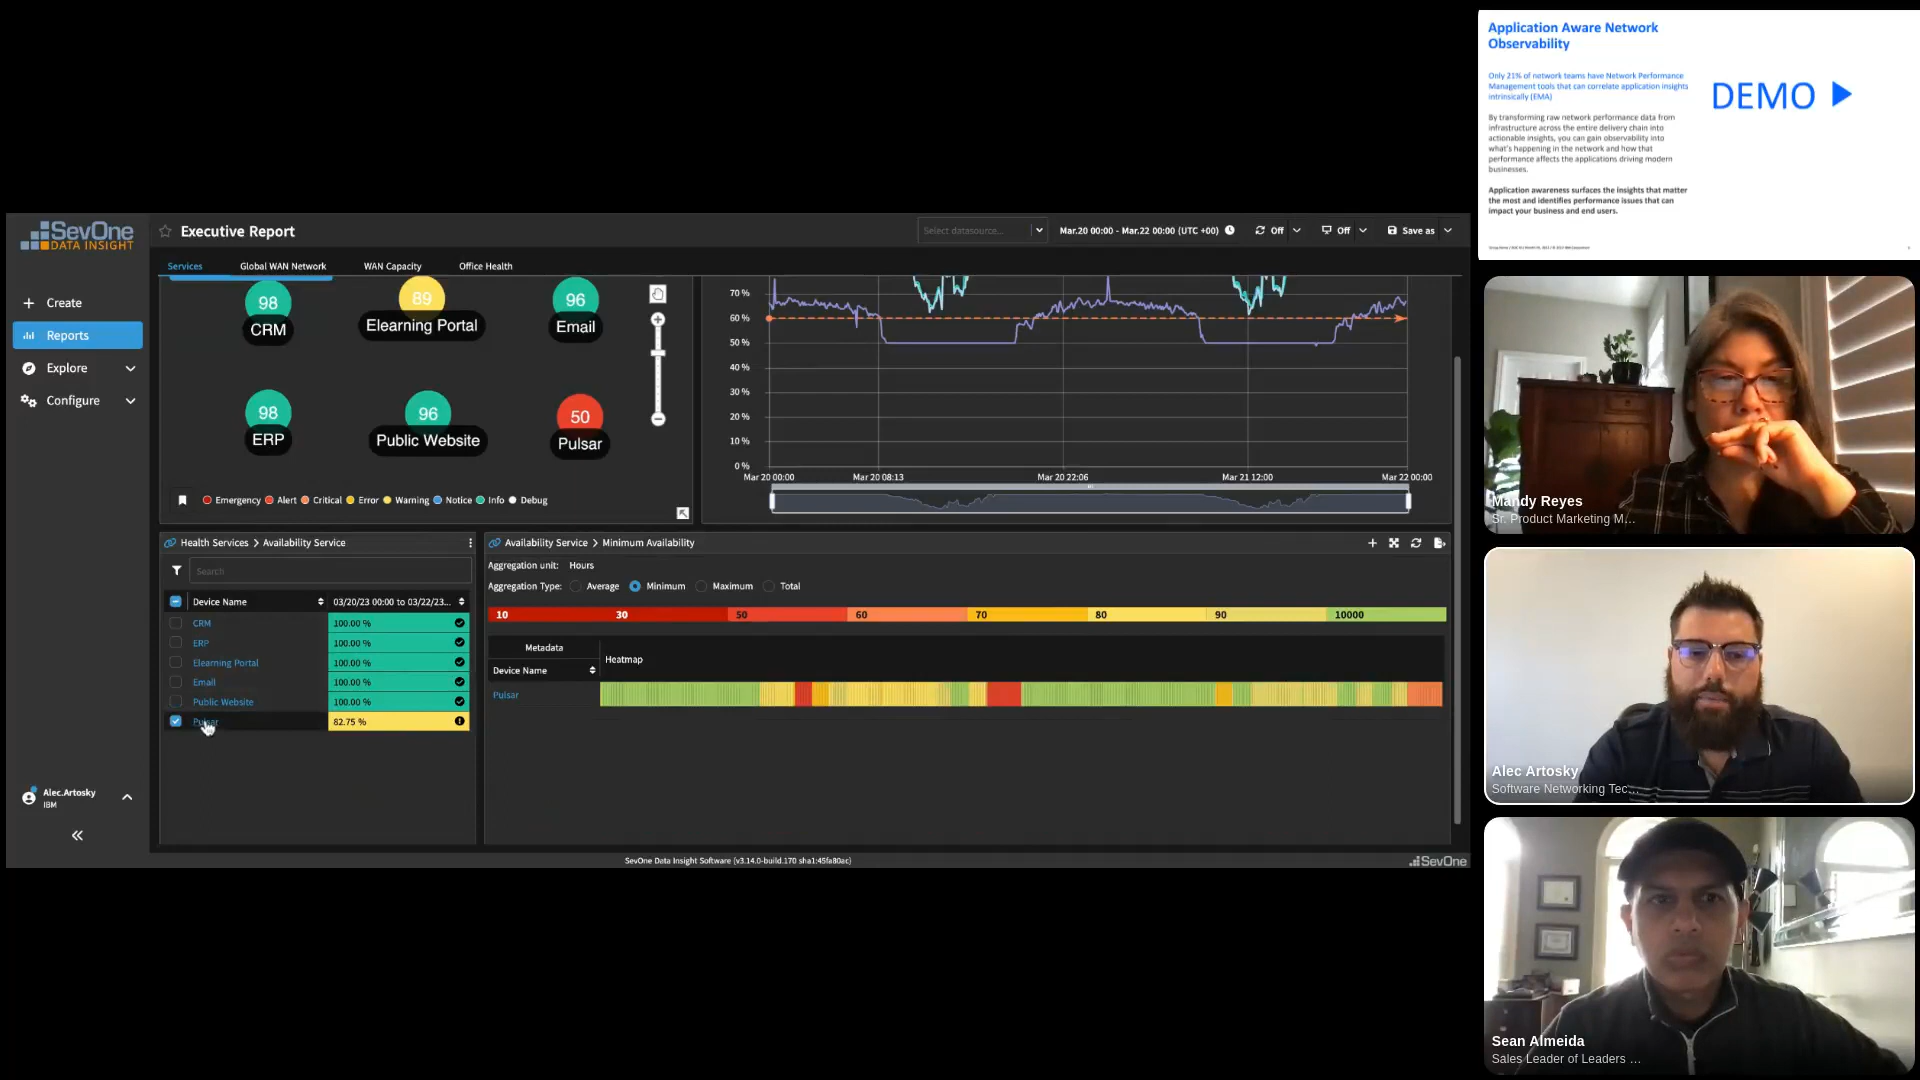 SevOne
DATA INSIGHT
Create
Reports
Explore
Configure
Alec.Artosky
IBM
Executive Report
Select datasource...
Mar.20 00:00 - Mar.22 00:00 (UTC +00)
Off
Off
Save as
Services
Global WAN Network
WAN Capacity
Office Health
98
CRM
89
Elearning Portal
96
Email
98
ERP
96
Public Website
50
Pulsar
Emergency Alert Critical Error Warning Notice Info Debug
70 %
60 %
50 %
40 %
30 %
20 %
10 %
0 %
Mar 20 00:00 Mar 20 08:13 Mar 20 22:06 Mar 21 12:00 Mar 22 00:00
Health Services > Availability Service
Search
Device Name 03/20/23 00:00 to 03/22/23...
CRM 100.00 %
ERP 100.00 %
Elearning Portal 100.00 %
Email 100.00 %
Public Website 100.00 %
Pulsar 82.75 %
Availability Service > Minimum Availability
Aggregation unit: Hours
Aggregation Type: Average Minimum Maximum Total
10 30 50 60 70 80 90 10000
Metadata
Device Name
Heatmap
Pulsar
SevOne Data Insight Software (v3.14.0-build.170 sha1:45fa80ac)
SevOne
Application Aware Network
Observability
Only 21% of network teams have Network Performance
Management tools that can correlate application insights
intrinsically (EMA)
By transforming raw network performance data from
infrastructure across the entire delivery chain into
actionable insights, you can gain observability into
what's happening in the network and how that
performance affects the applications driving modern
businesses.
Application awareness surfaces the insights that matter
the most and identifies performance issues that can
impact your business and end users.
DEMO
Mandy Reyes
Sr. Product Marketing M...
Alec Artosky
Software Networking Tec...
Sean Almeida
Sales Leader of Leaders ...